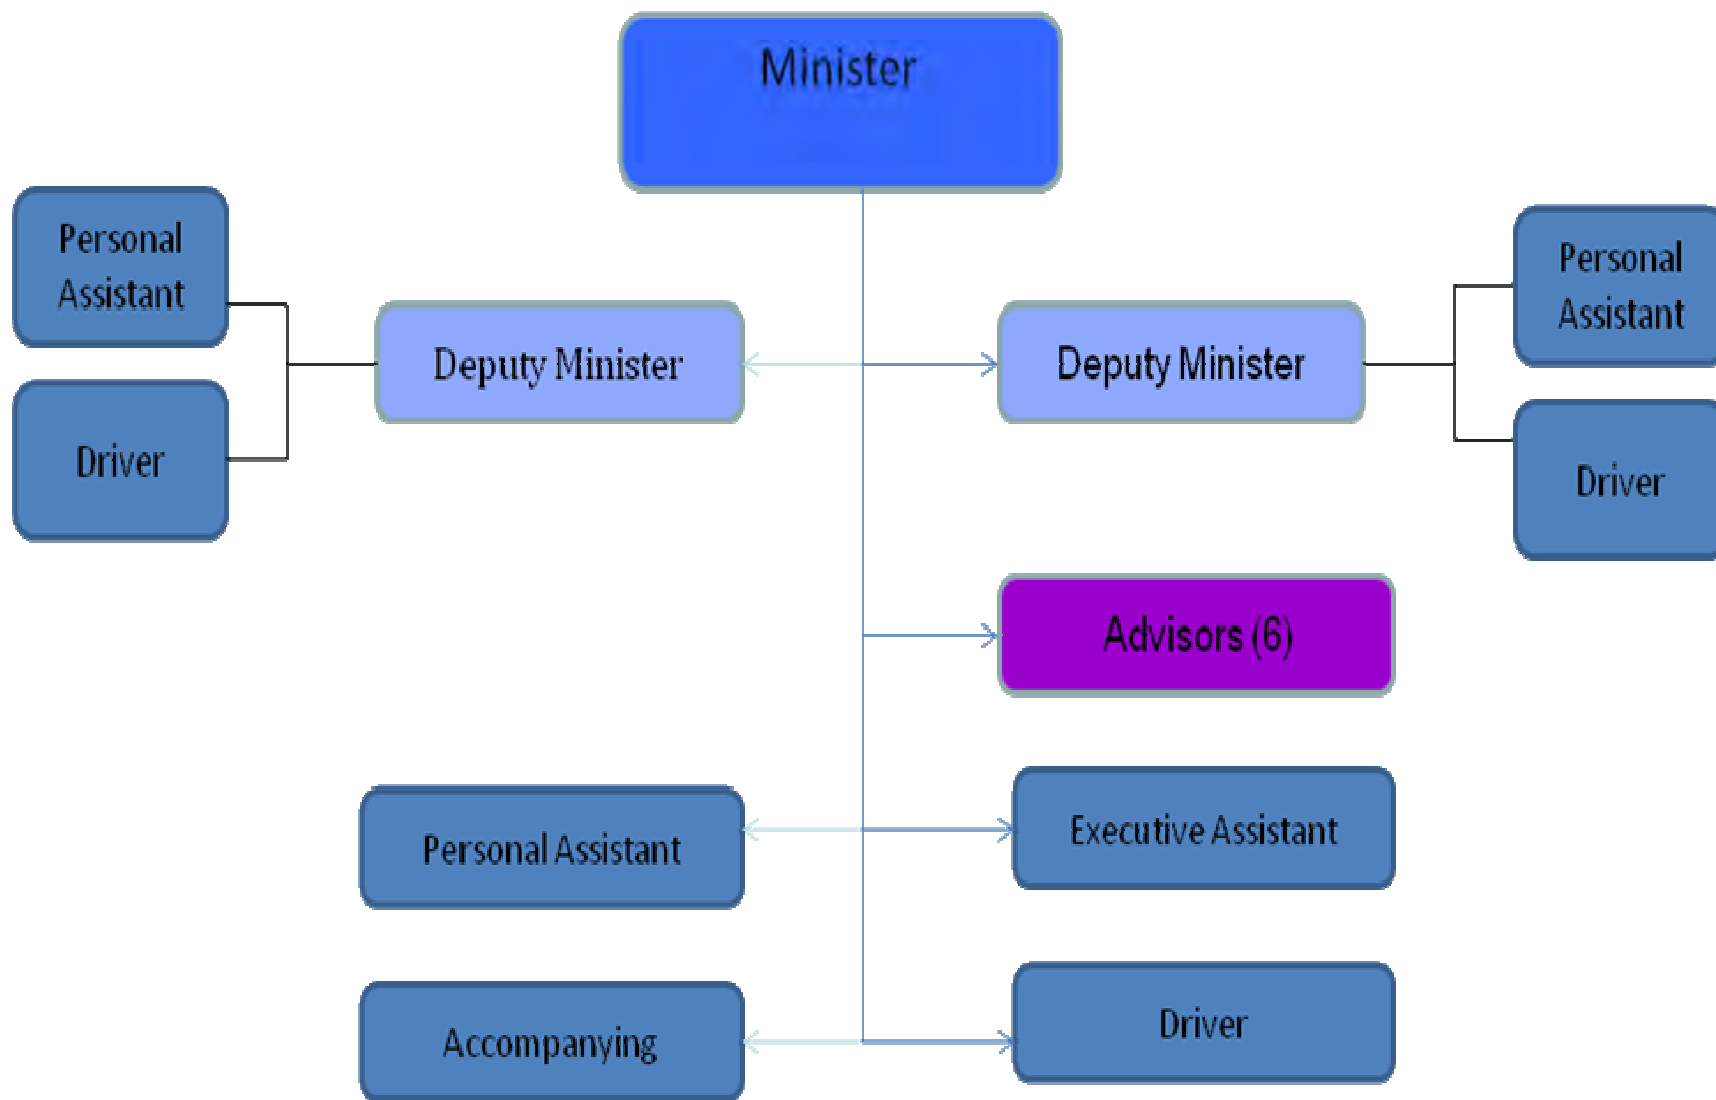 Minister
Personal
Assistant
Driver
Deputy Minister
Deputy Minister
Personal
Assistant
Driver
Advisors (6)
Personal Assistant
Executive Assistant
Accompanying
Driver